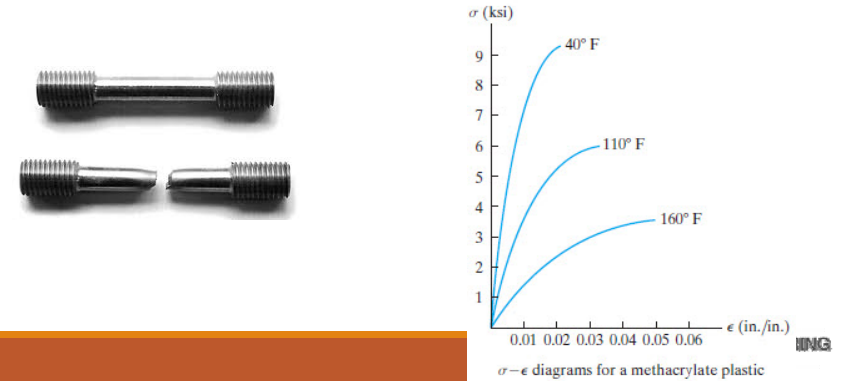 σ (ksi)
40° F
9
8
7
110° F
6
5
4
160° F
3
2
1
ϵ (in./in.)
0.01 0.02 0.03 0.04 0.05 0.06
σ–ϵ diagrams for a methacrylate plastic